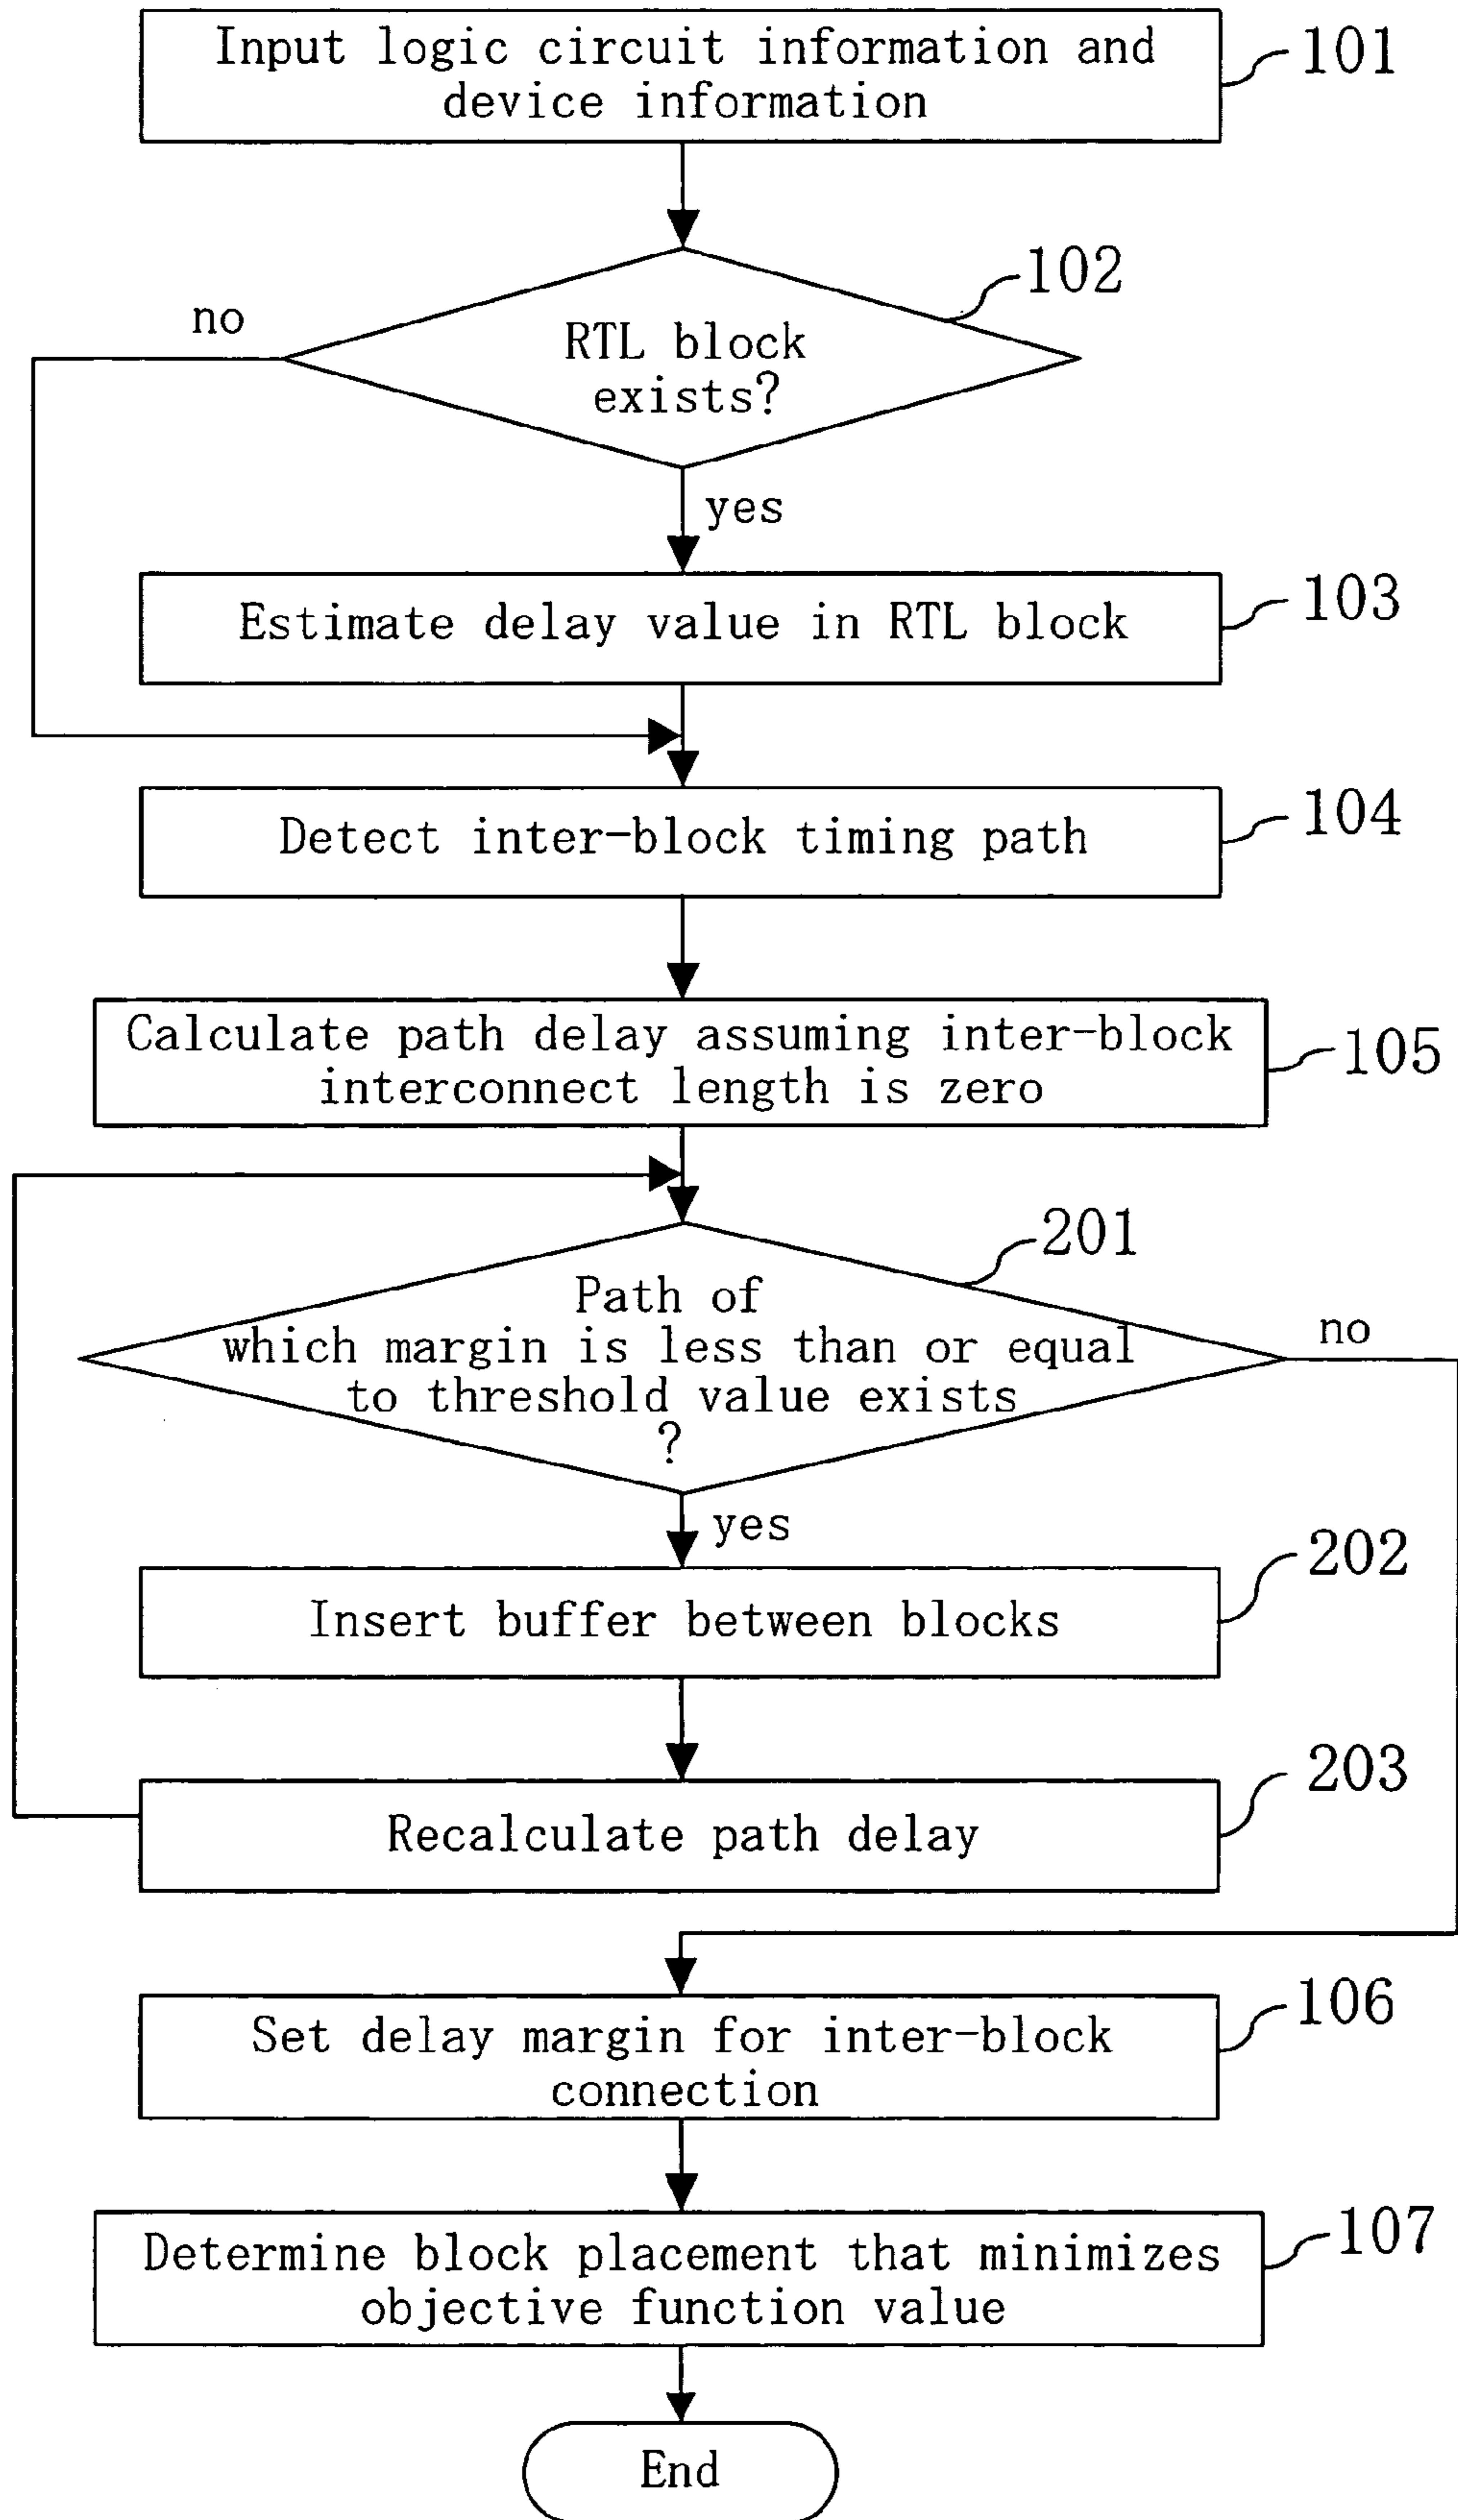 Input logic circuit information and
device information
101
102
no
RTL block
exists?
yes
Estimate delay value in RTL block
103
Detect inter-block timing path
104
Calculate path delay assuming inter-block
interconnect length is zero
105
201
Path of
which margin is less than or equal
to threshold value exists
?
no
yes
Insert buffer between blocks
202
Recalculate path delay
203
Set delay margin for inter-block
connection
106
Determine block placement that minimizes
objective function value
107
End